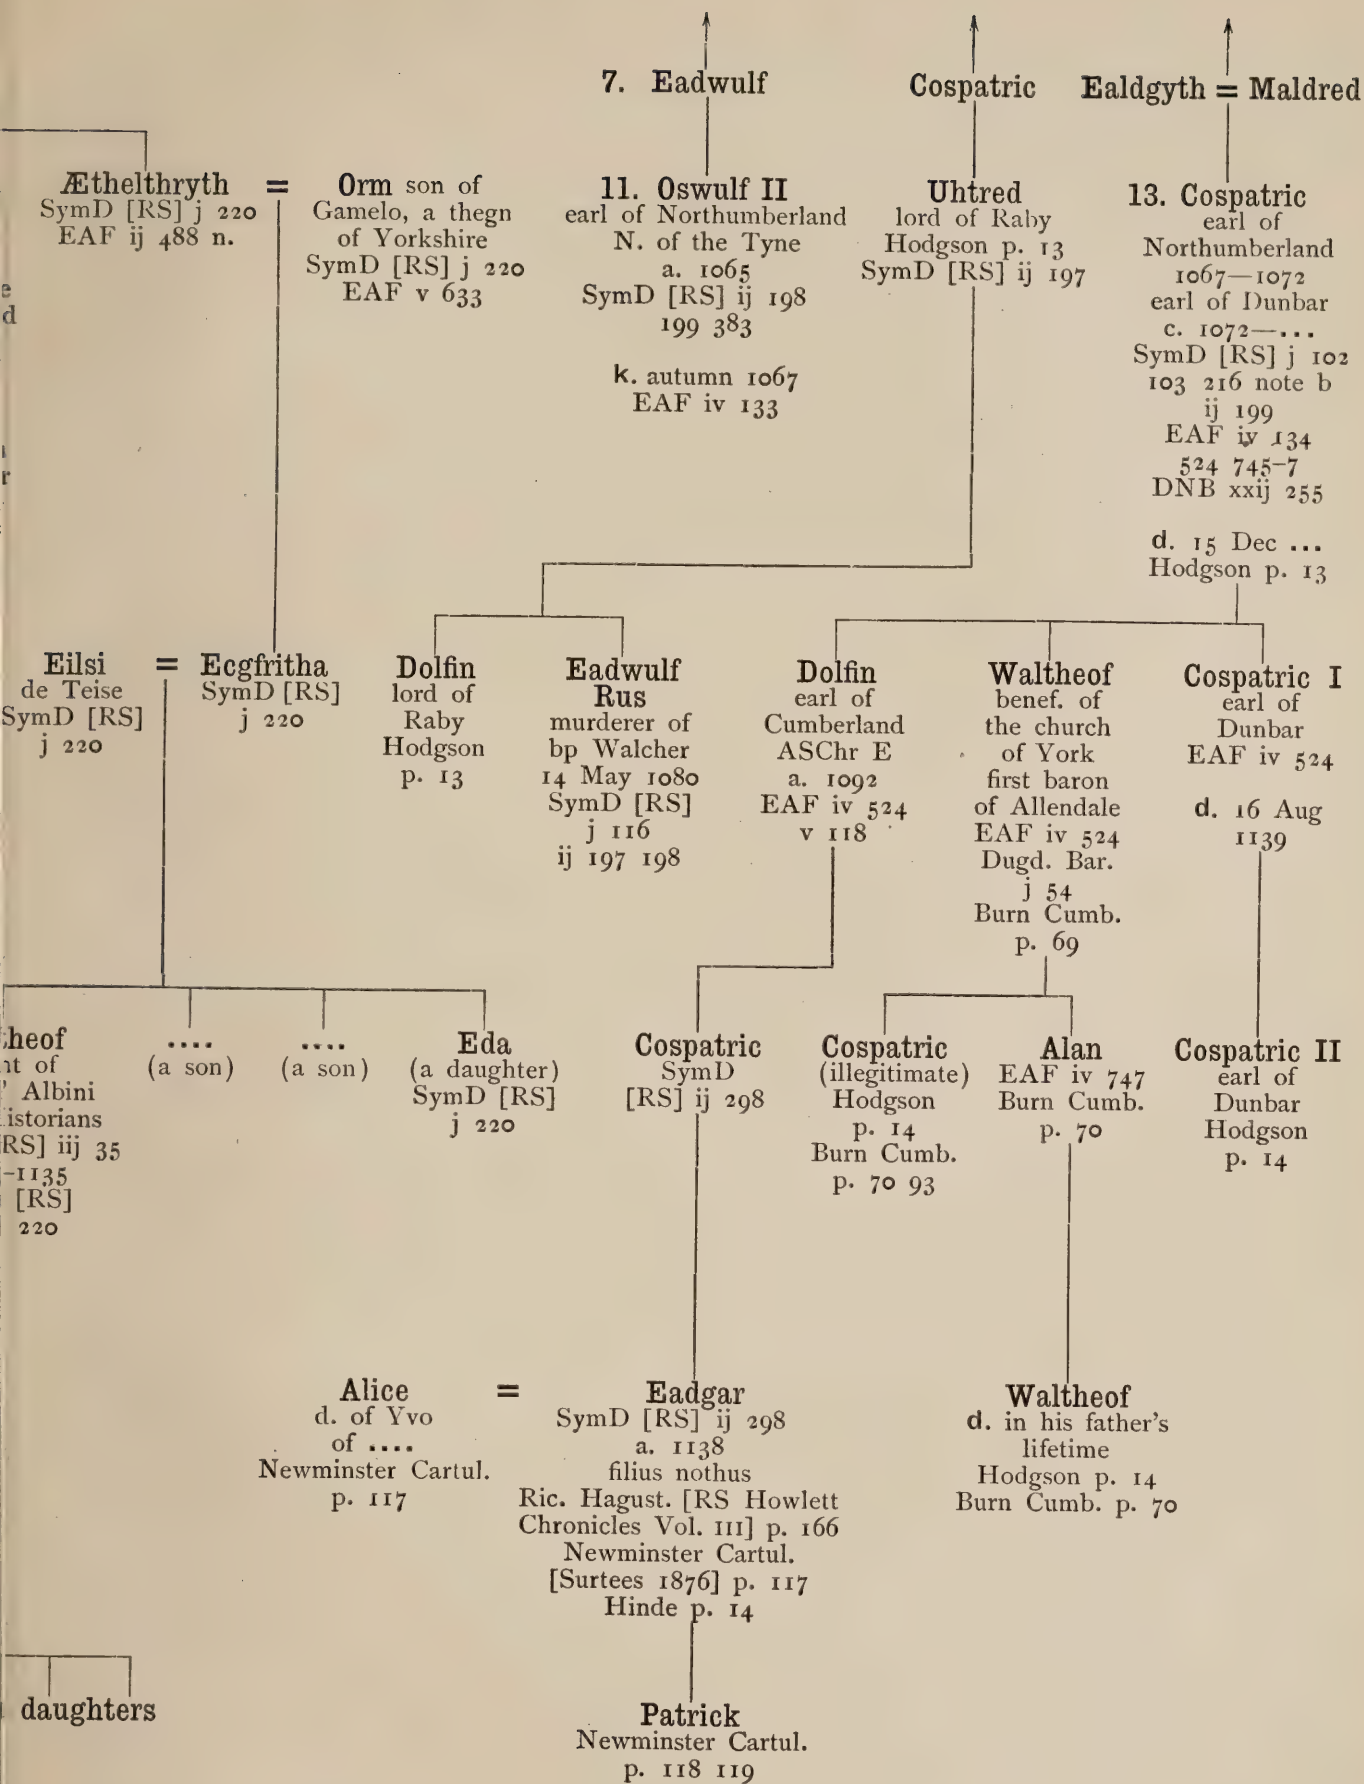 7. Eadwulf
Cospatric
Ealdgyth = Maldred
Æthelthryth
SymD [RS] j 220
EAF ij 488 n.
=
Orm son of
Gamelo, a thegn
of Yorkshire
SymD [RS] j 220
EAF v 633
11. Oswulf II
earl of Northumberland
N. of the Tyne
a. 1065
SymD [RS] ij 198
199 383
k. autumn 1067
EAF iv 133
Uhtred
lord of Raby
Hodgson p. 13
SymD [RS] ij 197
13. Cospatric
earl of
Northumberland
1067—1072
earl of Dunbar
c. 1072—...
SymD [RS] j 102
103 216 note b
ij 199
EAF iv 134
524 745-7
DNB xxij 255
d. 15 Dec ...
Hodgson p. 13
e
d
r
Eilsi
de Teise
SymD [RS]
j 220
=
Ecgfritha
SymD [RS]
j 220
Dolfin
lord of
Raby
Hodgson
p. 13
Eadwulf
Rus
murderer of
bp Walcher
14 May 1080
SymD [RS]
j 116
ij 197 198
Dolfin
earl of
Cumberland
ASChr E
a. 1092
EAF iv 524
v 118
Waltheof
benef. of
the church
of York
first baron
of Allendale
EAF iv 524
Dugd. Bar.
j 54
Burn Cumb.
p. 69
Cospatric I
earl of
Dunbar
EAF iv 524
d. 16 Aug
1139
heof
nt of
' Albini
istorians
RS] iij 35
-1135
[RS]
220
....
(a son)
....
(a son)
Eda
(a daughter)
SymD [RS]
j 220
Cospatric
SymD
[RS] ij 298
Cospatric
(illegitimate)
Hodgson
p. 14
Burn Cumb.
p. 70 93
Alan
EAF iv 747
Burn Cumb.
p. 70
Cospatric II
earl of
Dunbar
Hodgson
p. 14
Alice
d. of Yvo
of ....
Newminster Cartul.
p. 117
=
Eadgar
SymD [RS] ij 298
a. 1138
filius nothus
Ric. Hagust. [RS Howlett
Chronicles Vol. III] p. 166
Newminster Cartul.
[Surtees 1876] p. 117
Hinde p. 14
Waltheof
d. in his father's
lifetime
Hodgson p. 14
Burn Cumb. p. 70
daughters
Patrick
Newminster Cartul.
p. 118 119